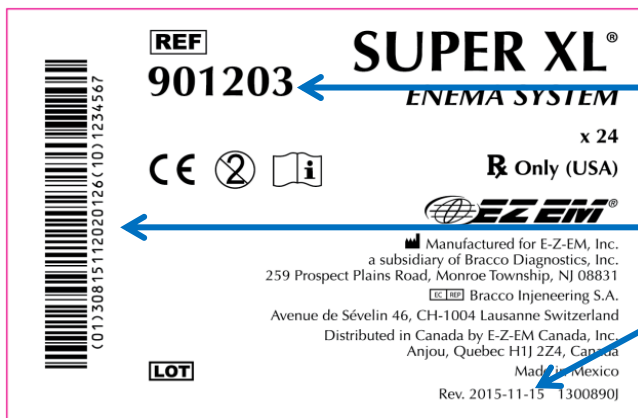 REF
901203
SUPER XL®
ENEMA SYSTEM
x 24
℞ Only (USA)
CE
2
i
EZEM®
Manufactured for E-Z-EM, Inc.
a subsidiary of Bracco Diagnostics, Inc.
259 Prospect Plains Road, Monroe Township, NJ 08831
EC REP Bracco Injeneering S.A.
Avenue de Sévelin 46, CH-1004 Lausanne Switzerland
Distributed in Canada by E-Z-EM Canada, Inc.
Anjou, Quebec H1J 2Z4, Canada
Made in Mexico
Rev. 2015-11-15 1300890J
LOT
(01)30815112020126(10)1234567